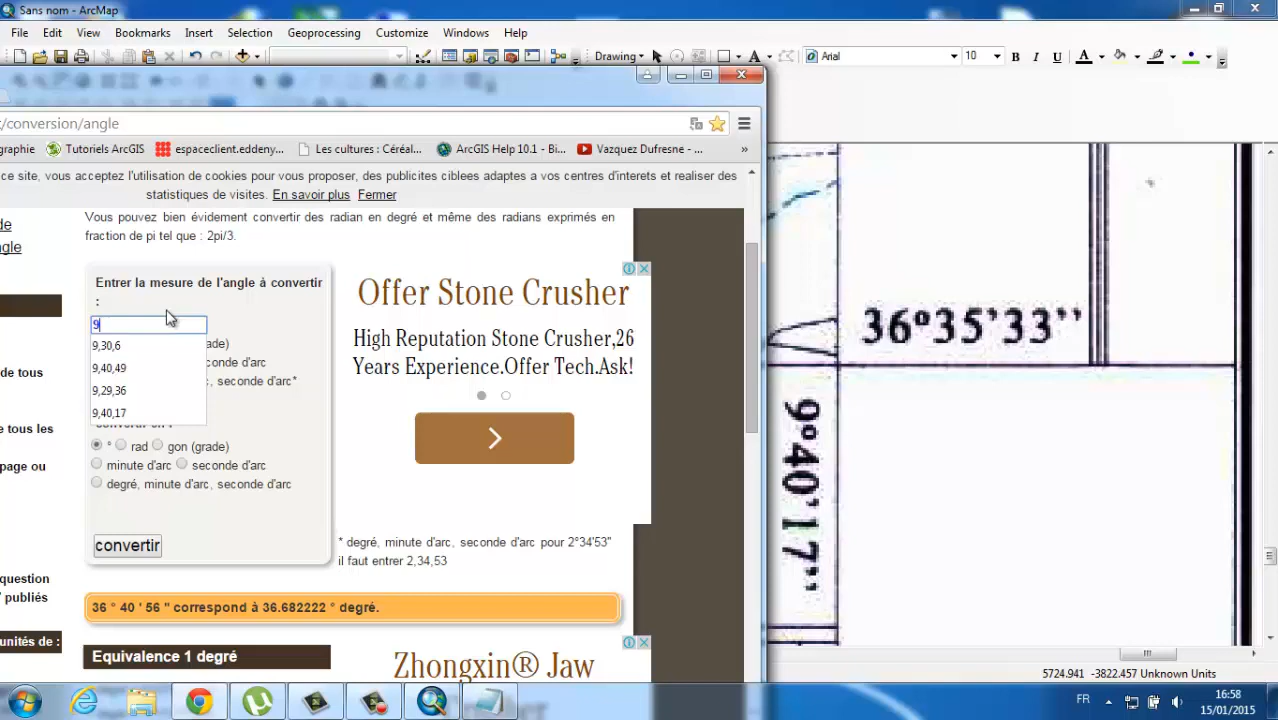 Sans nom - ArcMap
File Edit View Bookmarks Insert Selection Geoprocessing Customize Windows Help
Drawing Arial 10 B I U A
/conversion/angle
graphie Tutoriels ArcGIS espaceclient.eddeny... Les cultures : Céréal... ArcGIS Help 10.1 - Bi... Vazquez Dufresne - ... »
ce site, vous acceptez l'utilisation de cookies pour vous proposer, des publicites ciblees adaptes a vos centres d'interets et realiser des
statistiques de visites. En savoir plus Fermer
Vous pouvez bien évidement convertir des radian en degré et même des radians exprimés en
fraction de pi tel que : 2pi/3.
de
ngle
Entrer la mesure de l'angle à convertir
:
9
9,30,6
9,40,49
9,29,36
9,40,17
(grade)
seconde d'arc
, seconde d'arc*
° rad gon (grade)
minute d'arc seconde d'arc
degré, minute d'arc, seconde d'arc
convertir
Offer Stone Crusher
High Reputation Stone Crusher,26
Years Experience.Offer Tech.Ask!
* degré, minute d'arc, seconde d'arc pour 2°34'53"
il faut entrer 2,34,53
36 ° 40 ' 56 " correspond à 36.682222 ° degré.
Equivalence 1 degré
Zhongxin® Jaw
de tous
tous les
page ou
question
' publiés
unités de :
36º35'33''
9º40'17''
5724.941 -3822.457 Unknown Units
FR
16:58
15/01/2015